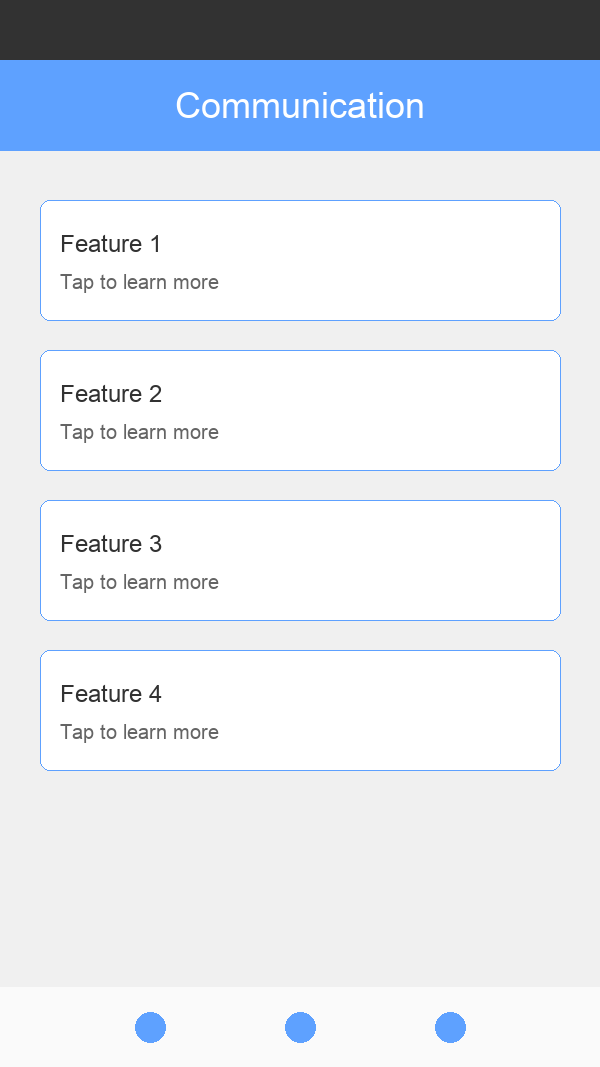 Communication
Feature 1
Tap to learn more
Feature 2
Tap to learn more
Feature 3
Tap to learn more
Feature 4
Tap to learn more